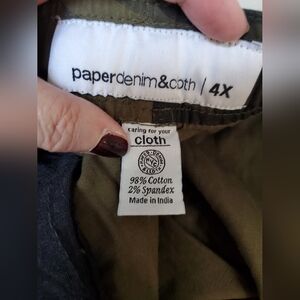 paperdenim&cloth / 4X
caring for your
cloth
98% Cotton
2% Spandex
Made in India